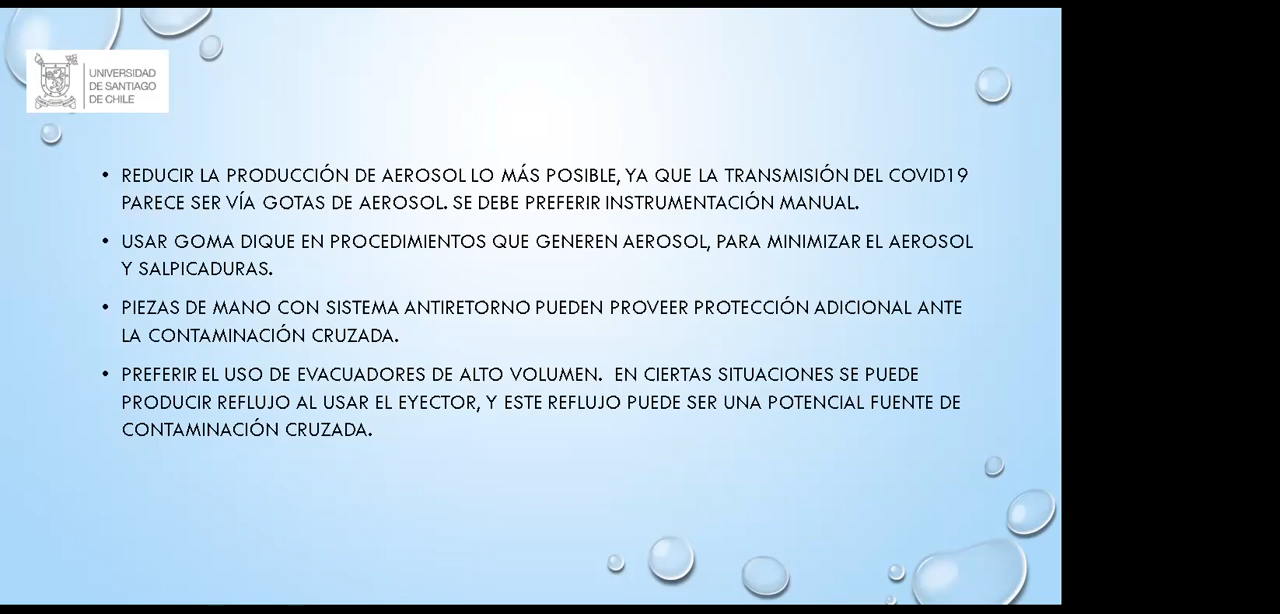 UNIVERSIDAD
DE SANTIAGO
DE CHILE
• REDUCIR LA PRODUCCIÓN DE AEROSOL LO MÁS POSIBLE, YA QUE LA TRANSMISIÓN DEL COVID19
PARECE SER VÍA GOTAS DE AEROSOL. SE DEBE PREFERIR INSTRUMENTACIÓN MANUAL.
• USAR GOMA DIQUE EN PROCEDIMIENTOS QUE GENEREN AEROSOL, PARA MINIMIZAR EL AEROSOL
Y SALPICADURAS.
• PIEZAS DE MANO CON SISTEMA ANTIRETORNO PUEDEN PROVEER PROTECCIÓN ADICIONAL ANTE
LA CONTAMINACIÓN CRUZADA.
• PREFERIR EL USO DE EVACUADORES DE ALTO VOLUMEN.  EN CIERTAS SITUACIONES SE PUEDE
PRODUCIR REFLUJO AL USAR EL EYECTOR, Y ESTE REFLUJO PUEDE SER UNA POTENCIAL FUENTE DE
CONTAMINACIÓN CRUZADA.